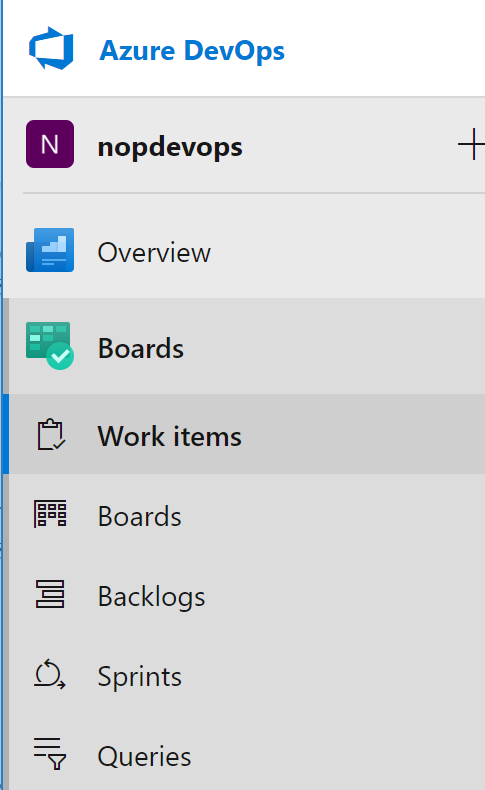 Azure DevOps
N
nopdevops
Overview
Boards
Work items
Boards
Backlogs
Sprints
Queries